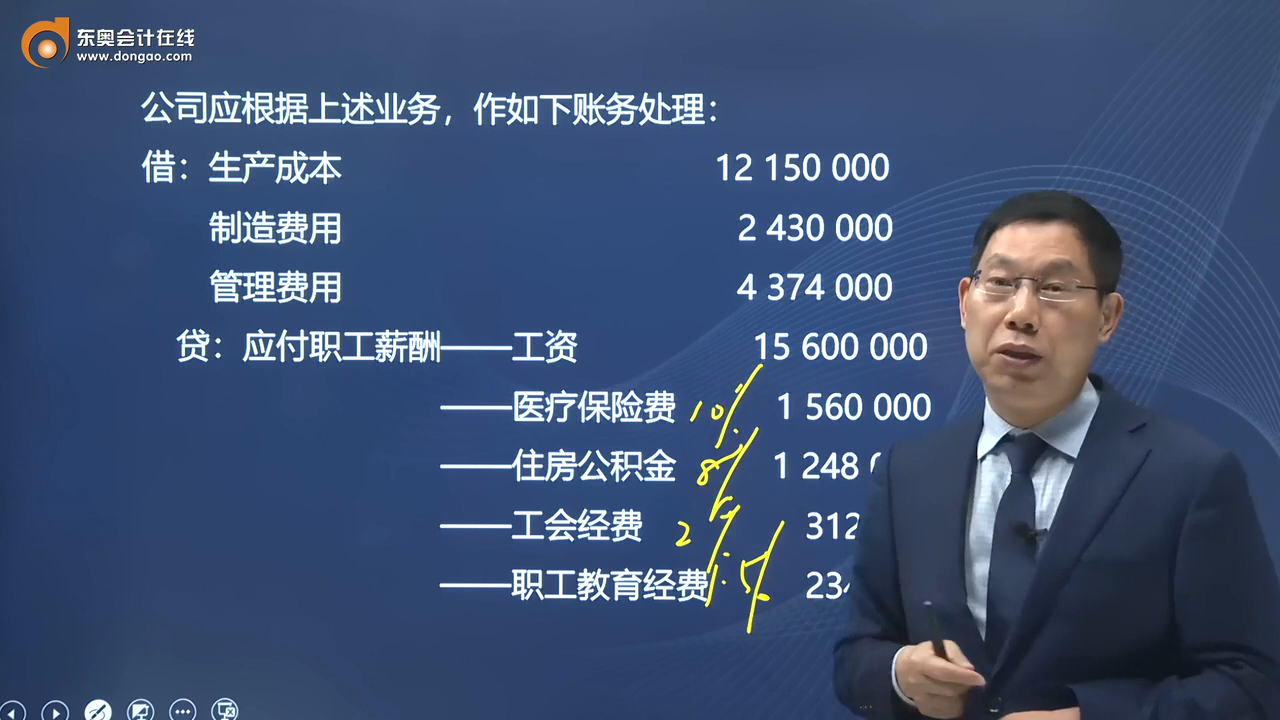 东奥会计在线
www.dongao.com
公司应根据上述业务，作如下账务处理：
借：生产成本 12 150 000
制造费用 2 430 000
管理费用 4 374 000
贷：应付职工薪酬——工资 15 600 000
——医疗保险费 10% 1 560 000
——住房公积金 8% 1 248
——工会经费 2% 312
——职工教育经费 1.5% 234